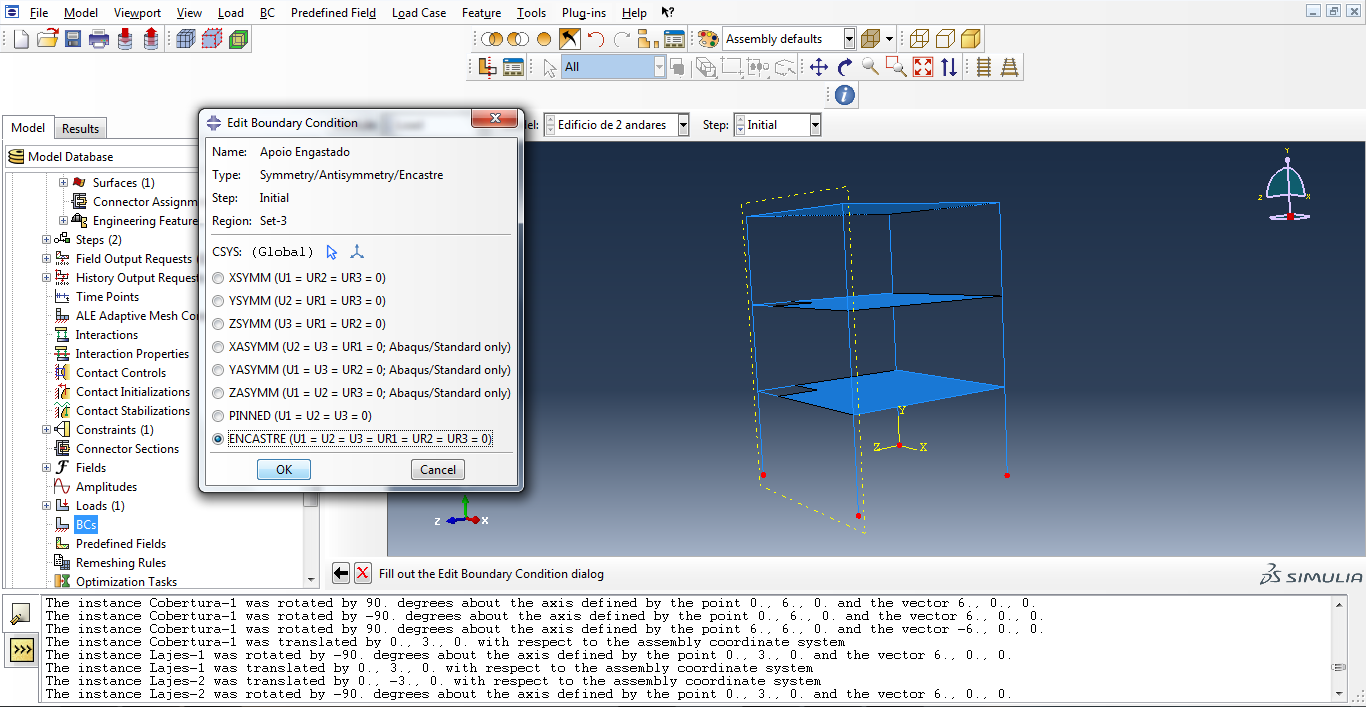 File Model Viewport View Load BC Predefined Field Load Case Feature Tools Plug-ins Help ?
Assembly defaults
All
Model Results
Edificio de 2 andares Step: Initial
Model Database
Surfaces (1)
Connector Assignm
Engineering Feature
Steps (2)
Field Output Requests
History Output Request
Time Points
ALE Adaptive Mesh Co
Interactions
Interaction Properties
Contact Controls
Contact Initializations
Contact Stabilizations
Constraints (1)
Connector Sections
Fields
Amplitudes
Loads (1)
BCs
Predefined Fields
Remeshing Rules
Optimization Tasks
Edit Boundary Condition
Name: Apoio Engastado
Type: Symmetry/Antisymmetry/Encastre
Step: Initial
Region: Set-3
CSYS: (Global)
XSYMM (U1 = UR2 = UR3 = 0)
YSYMM (U2 = UR1 = UR3 = 0)
ZSYMM (U3 = UR1 = UR2 = 0)
XASYMM (U2 = U3 = UR1 = 0; Abaqus/Standard only)
YASYMM (U1 = U3 = UR2 = 0; Abaqus/Standard only)
ZASYMM (U1 = U2 = UR3 = 0; Abaqus/Standard only)
PINNED (U1 = U2 = U3 = 0)
ENCASTRE (U1 = U2 = U3 = UR1 = UR2 = UR3 = 0)
OK Cancel
Y
Z X
Y
Z X
Z X
Fill out the Edit Boundary Condition dialog
SIMULIA
The instance Cobertura-1 was rotated by 90. degrees about the axis defined by the point 0., 6., 0. and the vector 6., 0., 0.
The instance Cobertura-1 was rotated by -90. degrees about the axis defined by the point 0., 6., 0. and the vector 6., 0., 0.
The instance Cobertura-1 was rotated by 90. degrees about the axis defined by the point 6., 6., 0. and the vector -6., 0., 0.
The instance Cobertura-1 was translated by 0., 3., 0. with respect to the assembly coordinate system
The instance Lajes-1 was rotated by -90. degrees about the axis defined by the point 0., 3., 0. and the vector 6., 0., 0.
The instance Lajes-1 was translated by 0., 3., 0. with respect to the assembly coordinate system
The instance Lajes-2 was translated by 0., -3., 0. with respect to the assembly coordinate system
The instance Lajes-2 was rotated by -90. degrees about the axis defined by the point 0., 3., 0. and the vector 6., 0., 0.